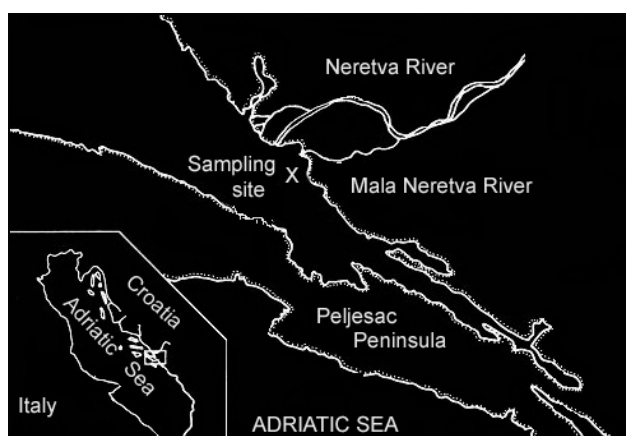 Neretva River
Sampling
site
X
Mala Neretva River
Croatia
Adriatic Sea
Peljesac
Peninsula
Italy
ADRIATIC SEA